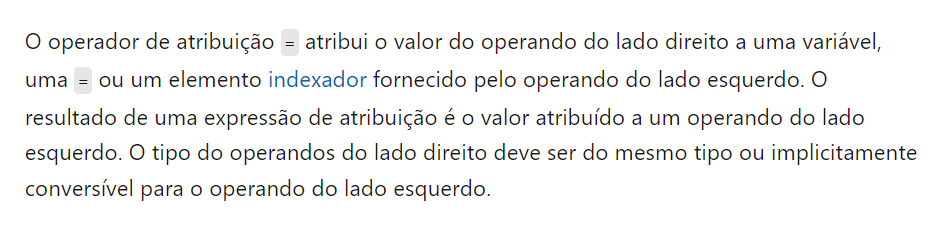 O operador de atribuição = atribui o valor do operando do lado direito a uma variável,
uma = ou um elemento indexador fornecido pelo operando do lado esquerdo. O
resultado de uma expressão de atribuição é o valor atribuído a um operando do lado
esquerdo. O tipo do operandos do lado direito deve ser do mesmo tipo ou implicitamente
conversível para o operando do lado esquerdo.